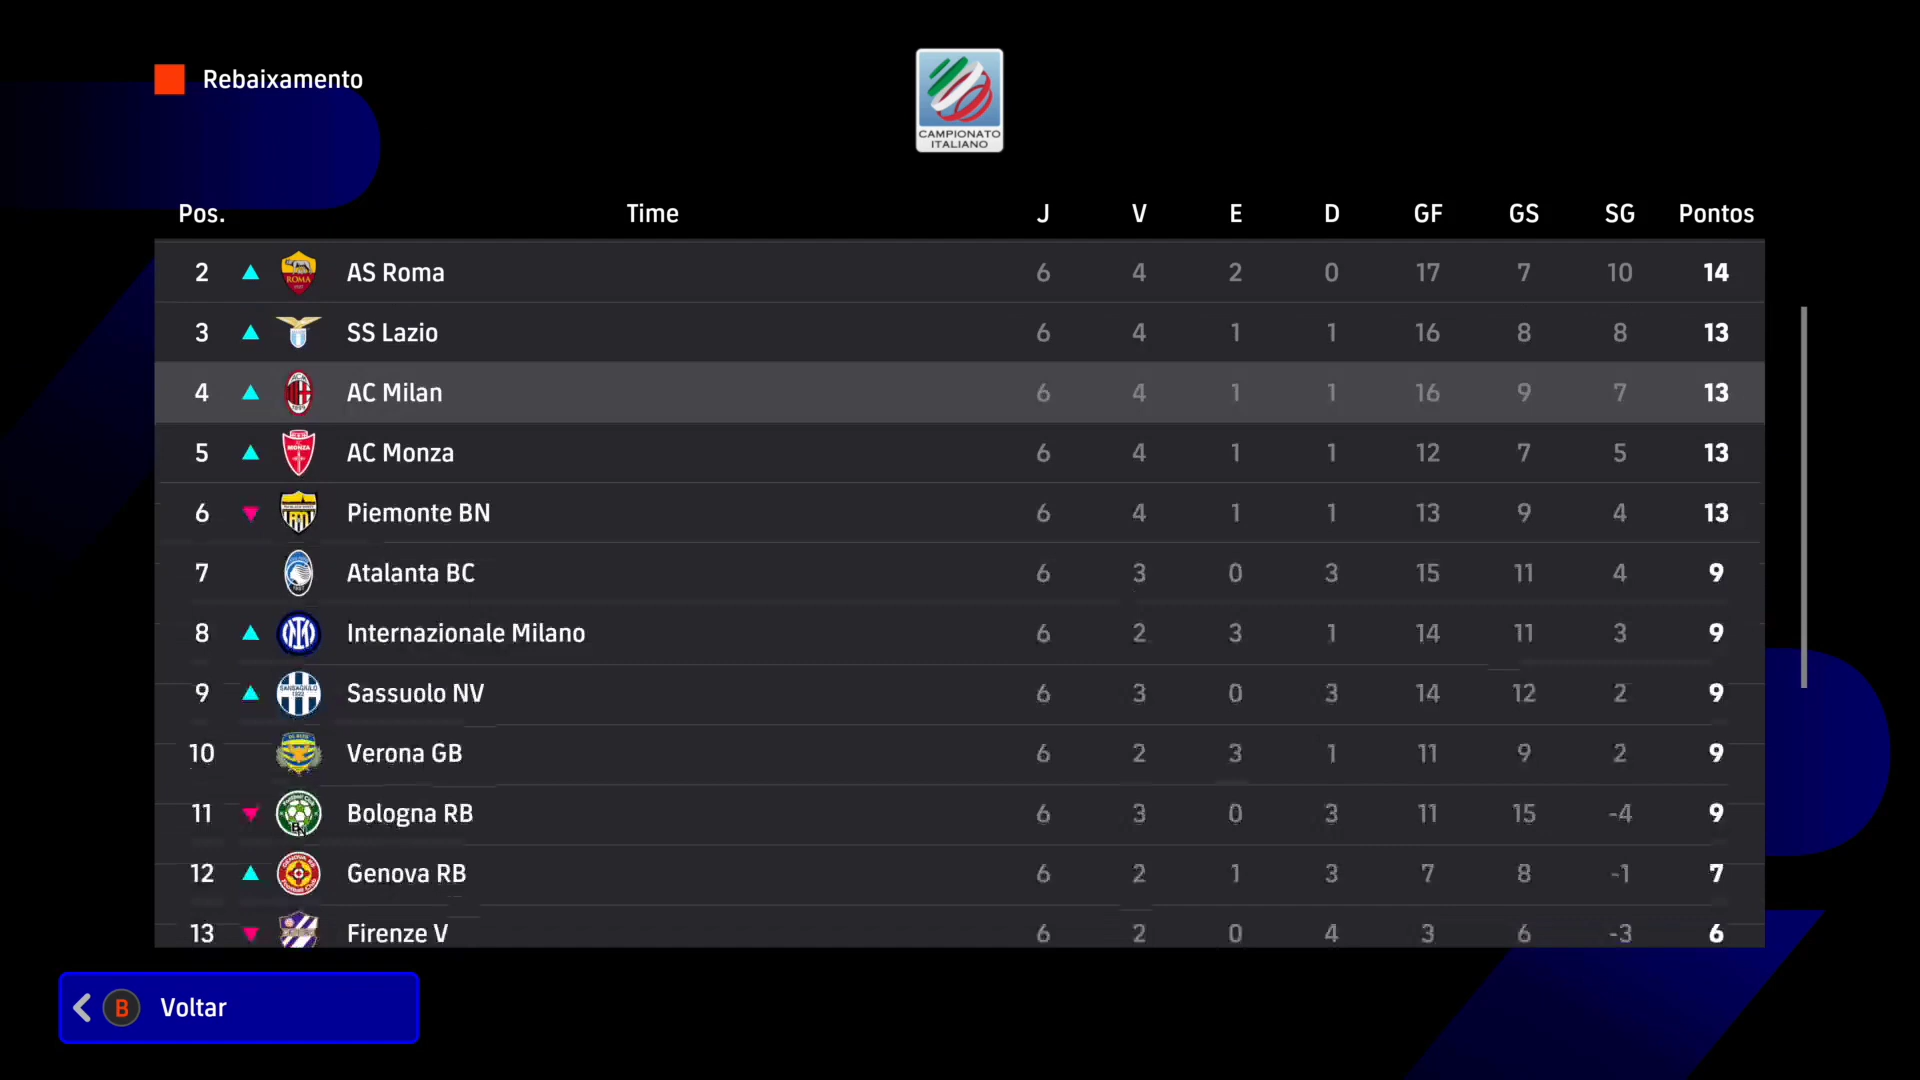 Rebaixamento
CAMPIONATO
ITALIANO
Pos. Time J V E D GF GS SG Pontos
2 AS Roma 6 4 2 0 17 7 10 14
3 SS Lazio 6 4 1 1 16 8 8 13
4 AC Milan 6 4 1 1 16 9 7 13
5 AC Monza 6 4 1 1 12 7 5 13
6 Piemonte BN 6 4 1 1 13 9 4 13
7 Atalanta BC 6 3 0 3 15 11 4 9
8 Internazionale Milano 6 2 3 1 14 11 3 9
9 Sassuolo NV 6 3 0 3 14 12 2 9
10 Verona GB 6 2 3 1 11 9 2 9
11 Bologna RB 6 3 0 3 11 15 -4 9
12 Genova RB 6 2 1 3 7 8 -1 7
13 Firenze V 6 2 0 4 3 6 -3 6
B Voltar